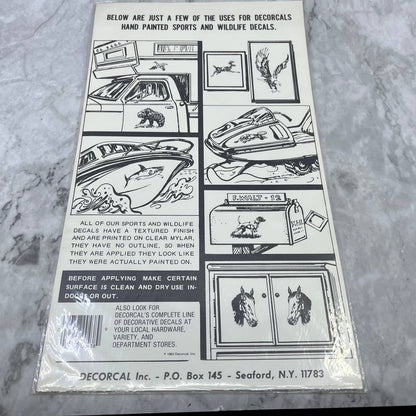 BELOW ARE JUST A FEW OF THE USES FOR DECORCALS
HAND PAINTED SPORTS AND WILDLIFE DECALS.
F. WALT - 12
ALL OF OUR SPORTS AND WILDLIFE
DECALS HAVE A TEXTURED FINISH
AND ARE PRINTED ON CLEAR MYLAR,
THEY HAVE NO OUTLINE, SO WHEN
THEY ARE APPLIED THEY LOOK LIKE
THEY WERE ACTUALLY PAINTED ON.
BEFORE APPLYING MAKE CERTAIN
SURFACE IS CLEAN AND DRY USE IN-
DOORS OR OUT.
ALSO LOOK FOR
DECORCAL'S COMPLETE LINE
OF DECORATIVE DECALS AT
YOUR LOCAL HARDWARE,
VARIETY, AND
DEPARTMENT STORES.
DECORCAL Inc. - P.O. Box 145 - Seaford, N.Y. 11783